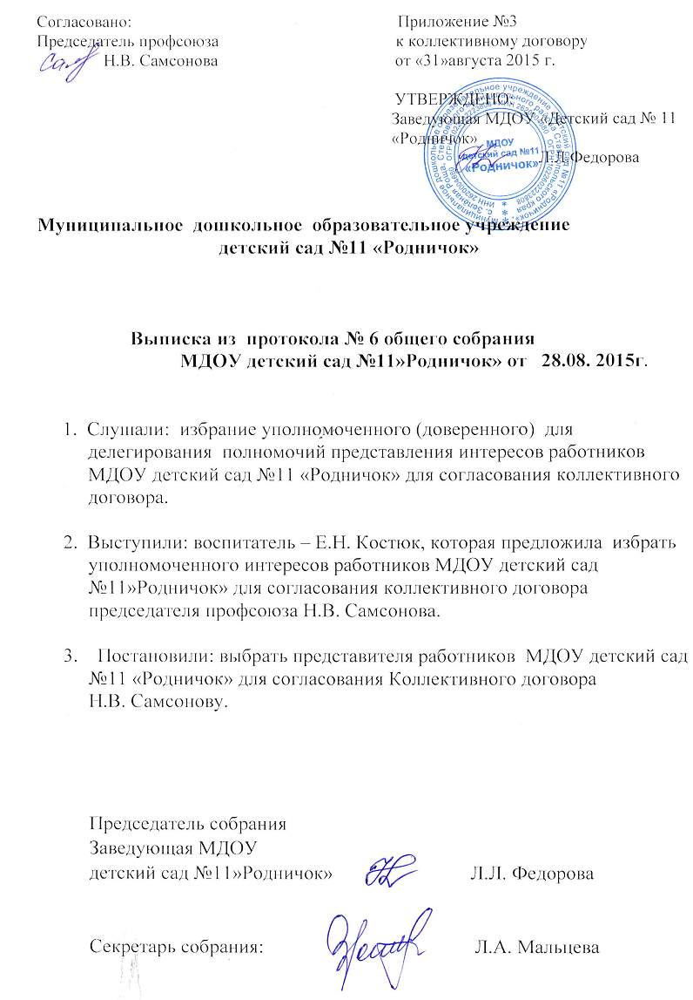 Согласовано:
Председатель профсоюза
Н.В. Самсонова
Приложение №3
к коллективному договору
от «31»августа 2015 г.
УТВЕРЖДЕНО:
Заведующая МДОУ «Детский сад № 11
«Родничок»
Л.Л.Федорова
МДОУ
детский сад №11
«Родничок»
Муниципальное дошкольное образовательное учреждение
детский сад №11 «Родничок»
Выписка из протокола № 6 общего собрания
МДОУ детский сад №11»Родничок» от 28.08. 2015г.
1. Слушали: избрание уполномоченного (доверенного) для
делегирования полномочий представления интересов работников
МДОУ детский сад №11 «Родничок» для согласования коллективного
договора.
2. Выступили: воспитатель – Е.Н. Костюк, которая предложила избрать
уполномоченного интересов работников МДОУ детский сад
№11»Родничок» для согласования коллективного договора
председателя профсоюза Н.В. Самсонова.
3. Постановили: выбрать представителя работников МДОУ детский сад
№11 «Родничок» для согласования Коллективного договора
Н.В. Самсонову.
Председатель собрания
Заведующая МДОУ
детский сад №11»Родничок» Л.Л. Федорова
Секретарь собрания: Л.А. Мальцева